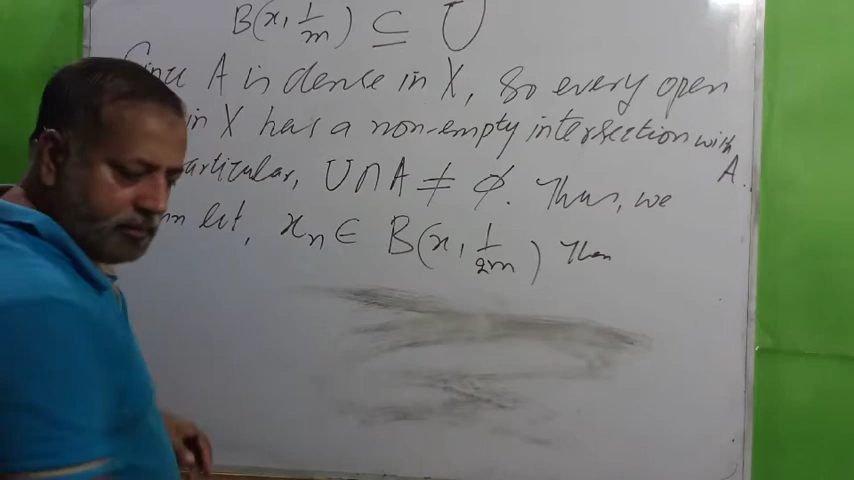 B(x, 1/m) ⊆ U
Since A is dense in X, So every open
in X has a non-empty intersection with
A.
articular, U∩A ≠ ϕ. Thus, we
let, xₙ ∈ B(x, 1/2m) Then